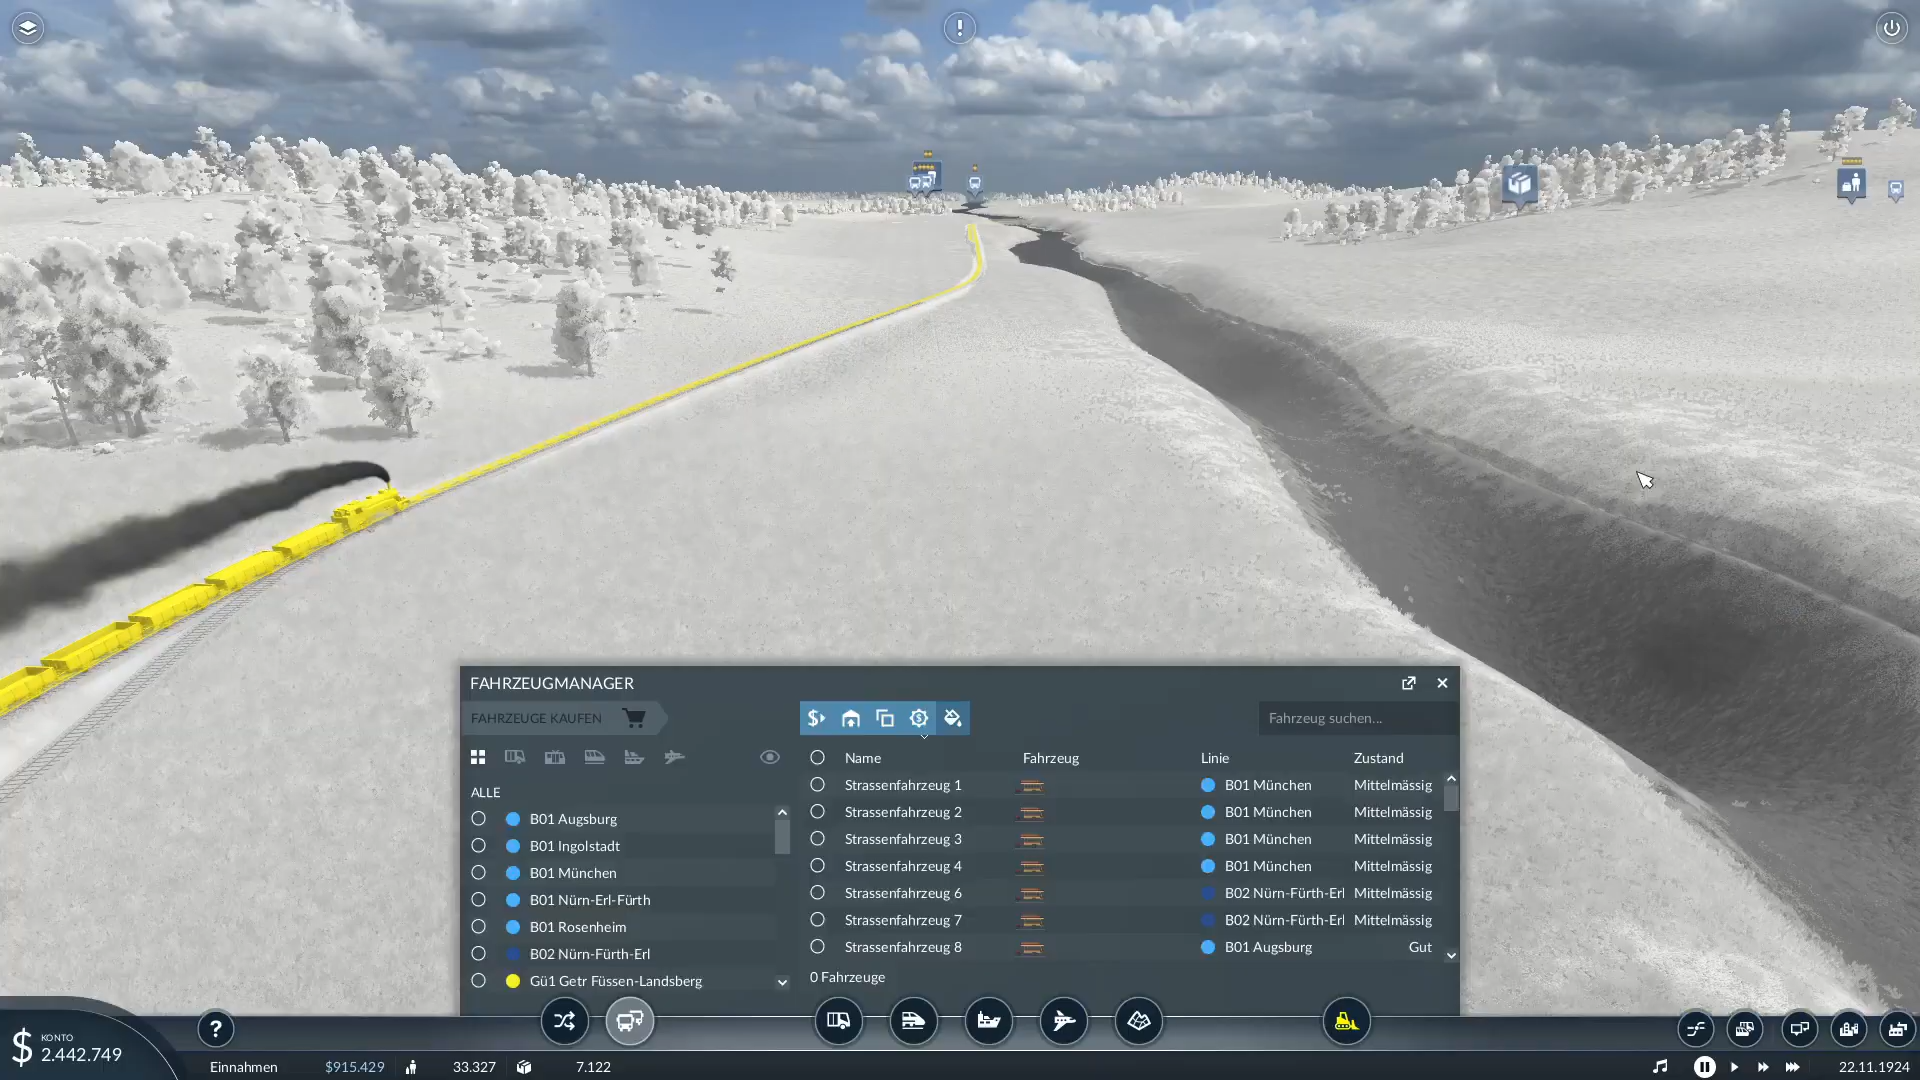 FAHRZEUGMANAGER
FAHRZEUGE KAUFEN
Fahrzeug suchen...
ALLE
B01 Augsburg
B01 Ingolstadt
B01 München
B01 Nürn-Erl-Fürth
B01 Rosenheim
B02 Nürn-Fürth-Erl
Gü1 Getr Füssen-Landsberg
Name Fahrzeug Linie Zustand
Strassenfahrzeug 1 B01 München Mittelmässig
Strassenfahrzeug 2 B01 München Mittelmässig
Strassenfahrzeug 3 B01 München Mittelmässig
Strassenfahrzeug 4 B01 München Mittelmässig
Strassenfahrzeug 6 B02 Nürn-Fürth-Erl Mittelmässig
Strassenfahrzeug 7 B02 Nürn-Fürth-Erl Mittelmässig
Strassenfahrzeug 8 B01 Augsburg Gut
0 Fahrzeuge
?
$ KONTO
2.442.749
Einnahmen $915.429 33.327 7.122 22.11.1924